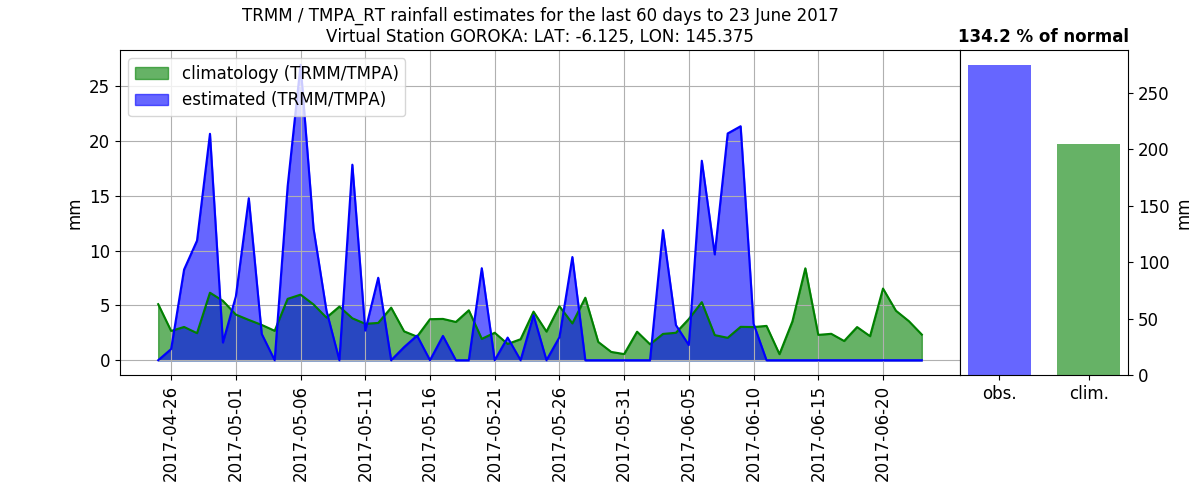 TRMM / TMPA_RT rainfall estimates for the last 60 days to 23 June 2017
Virtual Station GOROKA: LAT: -6.125, LON: 145.375
134.2 % of normal
climatology (TRMM/TMPA)
estimated (TRMM/TMPA)
25
20
15
10
5
0
mm
2017-04-26
2017-05-01
2017-05-06
2017-05-11
2017-05-16
2017-05-21
2017-05-26
2017-05-31
2017-06-05
2017-06-10
2017-06-15
2017-06-20
250
200
150
100
50
0
mm
obs.
clim.